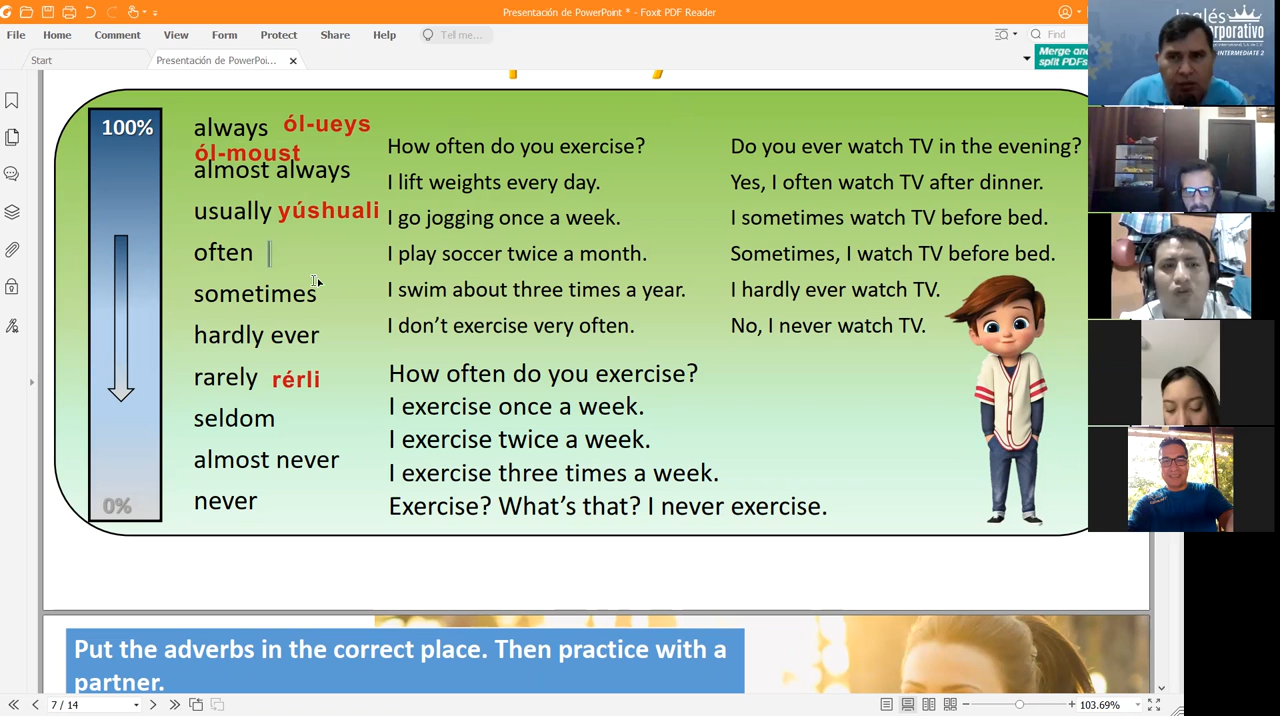 Presentación de PowerPoint * - Foxit PDF Reader
File Home Comment View Form Protect Share Help Tell me... Find
Start Presentación de PowerPoi...
Merge and
split PDFs
Inglés
INTERMEDIATE 2
100%
always ól-ueys
ól-moust
almost always
usually yúshuali
often
sometimes
hardly ever
rarely rérli
seldom
almost never
never
0%
How often do you exercise?
I lift weights every day.
I go jogging once a week.
I play soccer twice a month.
I swim about three times a year.
I don't exercise very often.
Do you ever watch TV in the evening?
Yes, I often watch TV after dinner.
I sometimes watch TV before bed.
Sometimes, I watch TV before bed.
I hardly ever watch TV.
No, I never watch TV.
How often do you exercise?
I exercise once a week.
I exercise twice a week.
I exercise three times a week.
Exercise? What's that? I never exercise.
Put the adverbs in the correct place. Then practice with a
partner.
7 / 14
103.69%